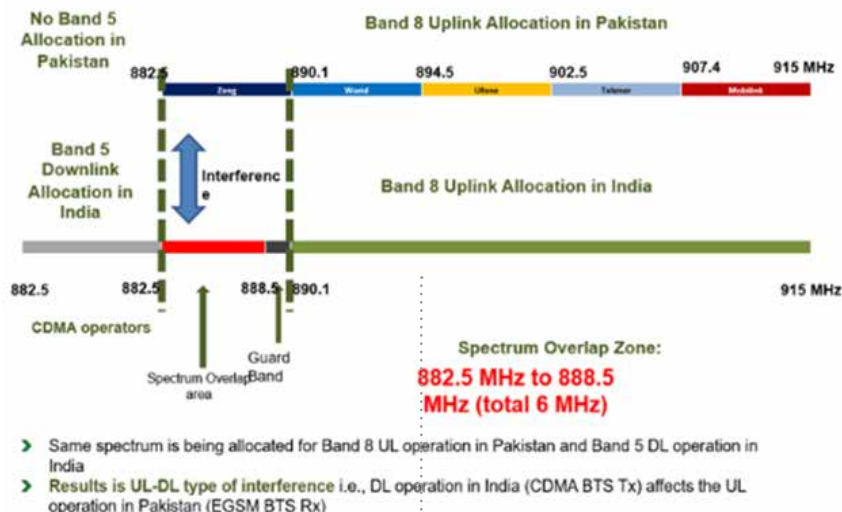 No Band 5
Allocation in
Pakistan
Band 8 Uplink Allocation in Pakistan
882.5
890.1
894.5
902.5
907.4
915 MHz
Zong
Warid
Ufone
Telenor
Mobilink
Band 5
Downlink
Allocation in
India
Interferenc
e
Band 8 Uplink Allocation in India
882.5
882.5
888.5
890.1
915 MHz
CDMA operators
Spectrum Overlap
area
Guard
Band
Spectrum Overlap Zone:
882.5 MHz to 888.5
MHz (total 6 MHz)
Same spectrum is being allocated for Band 8 UL operation in Pakistan and Band 5 DL operation in
India
Results is UL-DL type of interference i.e., DL operation in India (CDMA BTS Tx) affects the UL
operation in Pakistan (EGSM BTS Rx)